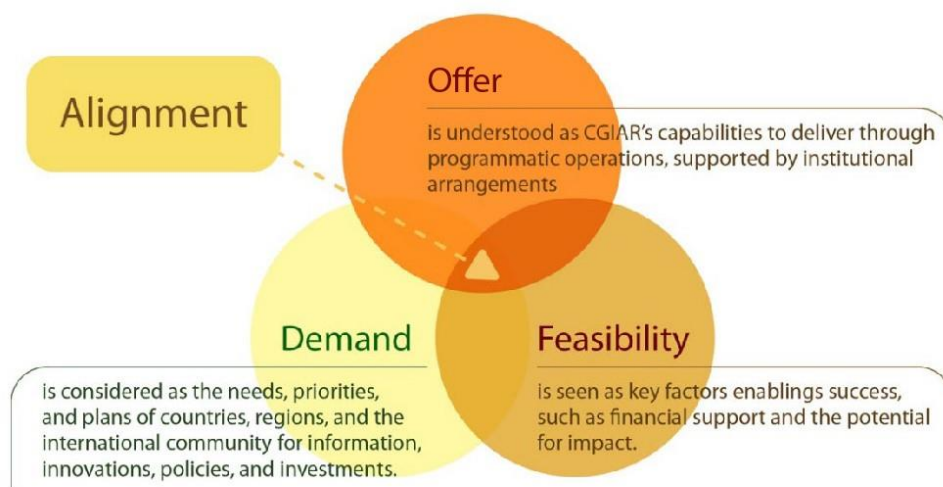 Alignment
Offer
is understood as CGIAR's capabilities to deliver through
programmatic operations, supported by institutional
arrangements
Demand
is considered as the needs, priorities,
and plans of countries, regions, and the
international community for information,
innovations, policies, and investments.
Feasibility
is seen as key factors enablings success,
such as financial support and the potential
for impact.